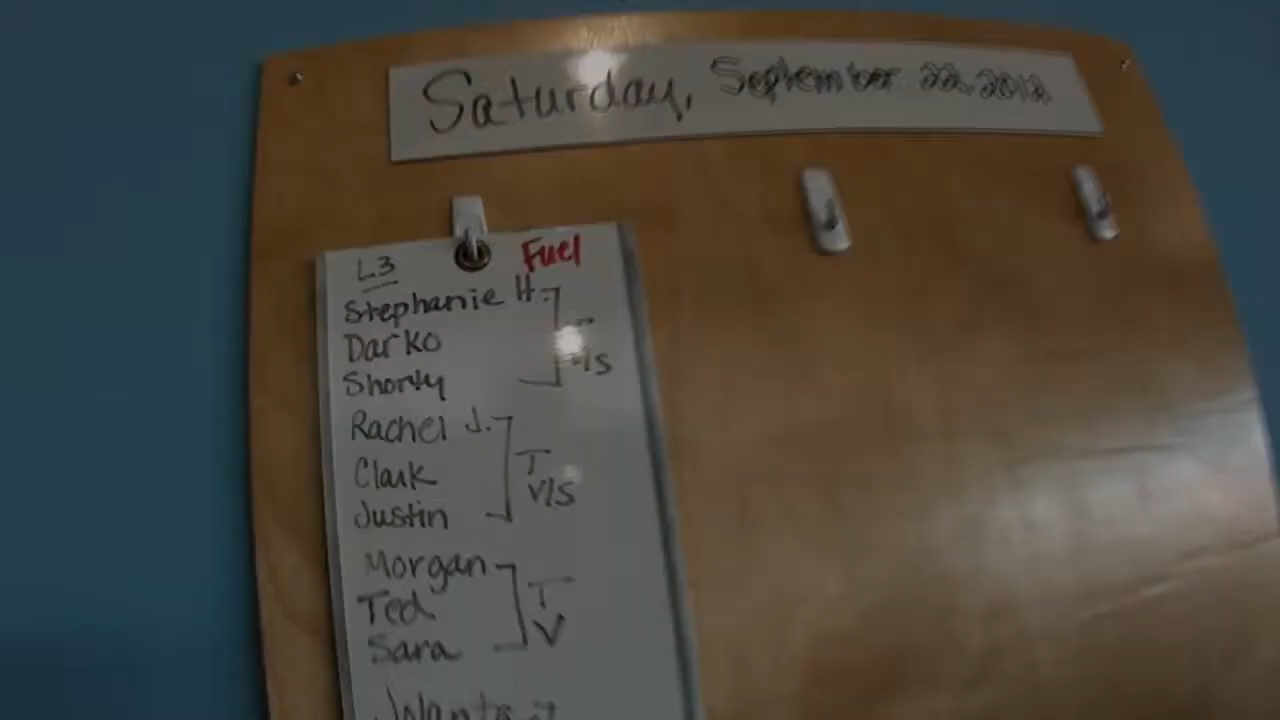 Saturday, September 22, 2012
L3 Fuel
Stephanie H.
Darko
Shorty
Rachel J.
T
Clark
V/S
Justin
Morgan
T
Ted
V
Sara